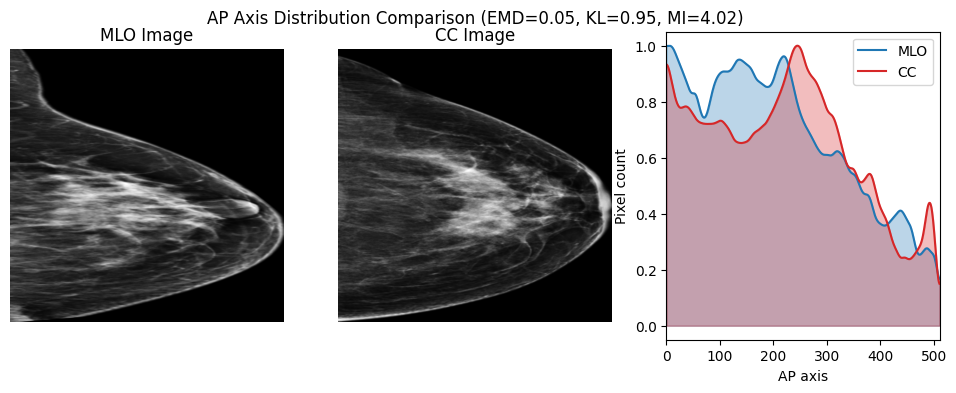 AP Axis Distribution Comparison (EMD=0.05, KL=0.95, MI=4.02)
MLO Image
CC Image
MLO
CC
Pixel count
1.0
0.8
0.6
0.4
0.2
0.0
0 100 200 300 400 500
AP axis